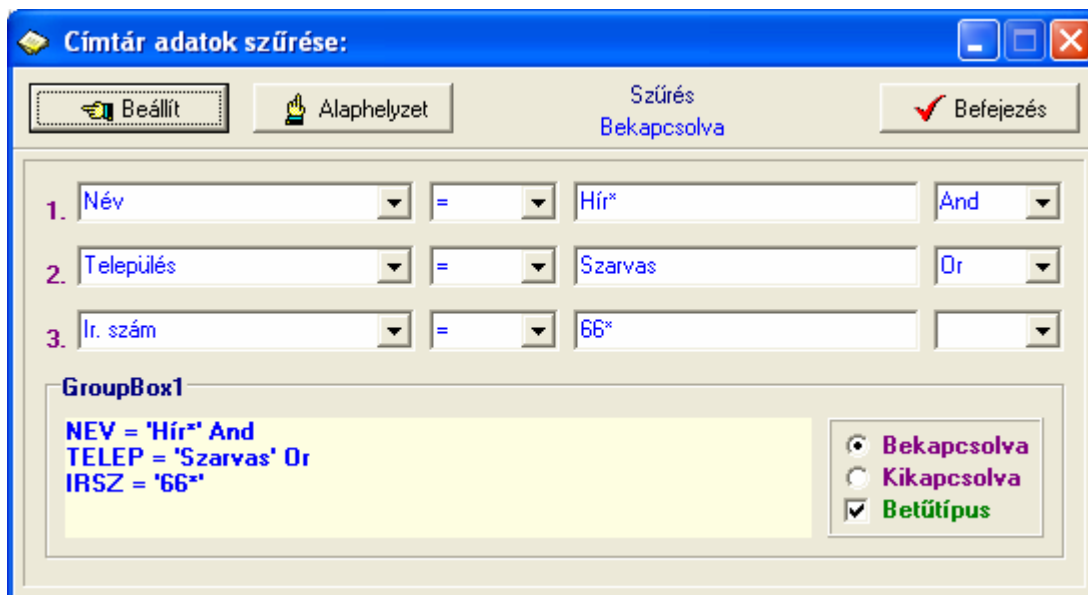 Címtár adatok szűrése:
Beállít Alaphelyzet Szűrés Befejezés
Bekapcsolva
1. Név = Hír* And
2. Település = Szarvas Or
3. Ir. szám = 66*
GroupBox1
NEV = 'Hír*' And
TELEP = 'Szarvas' Or
IRSZ = '66*'
Bekapcsolva
Kikapcsolva
Betűtípus